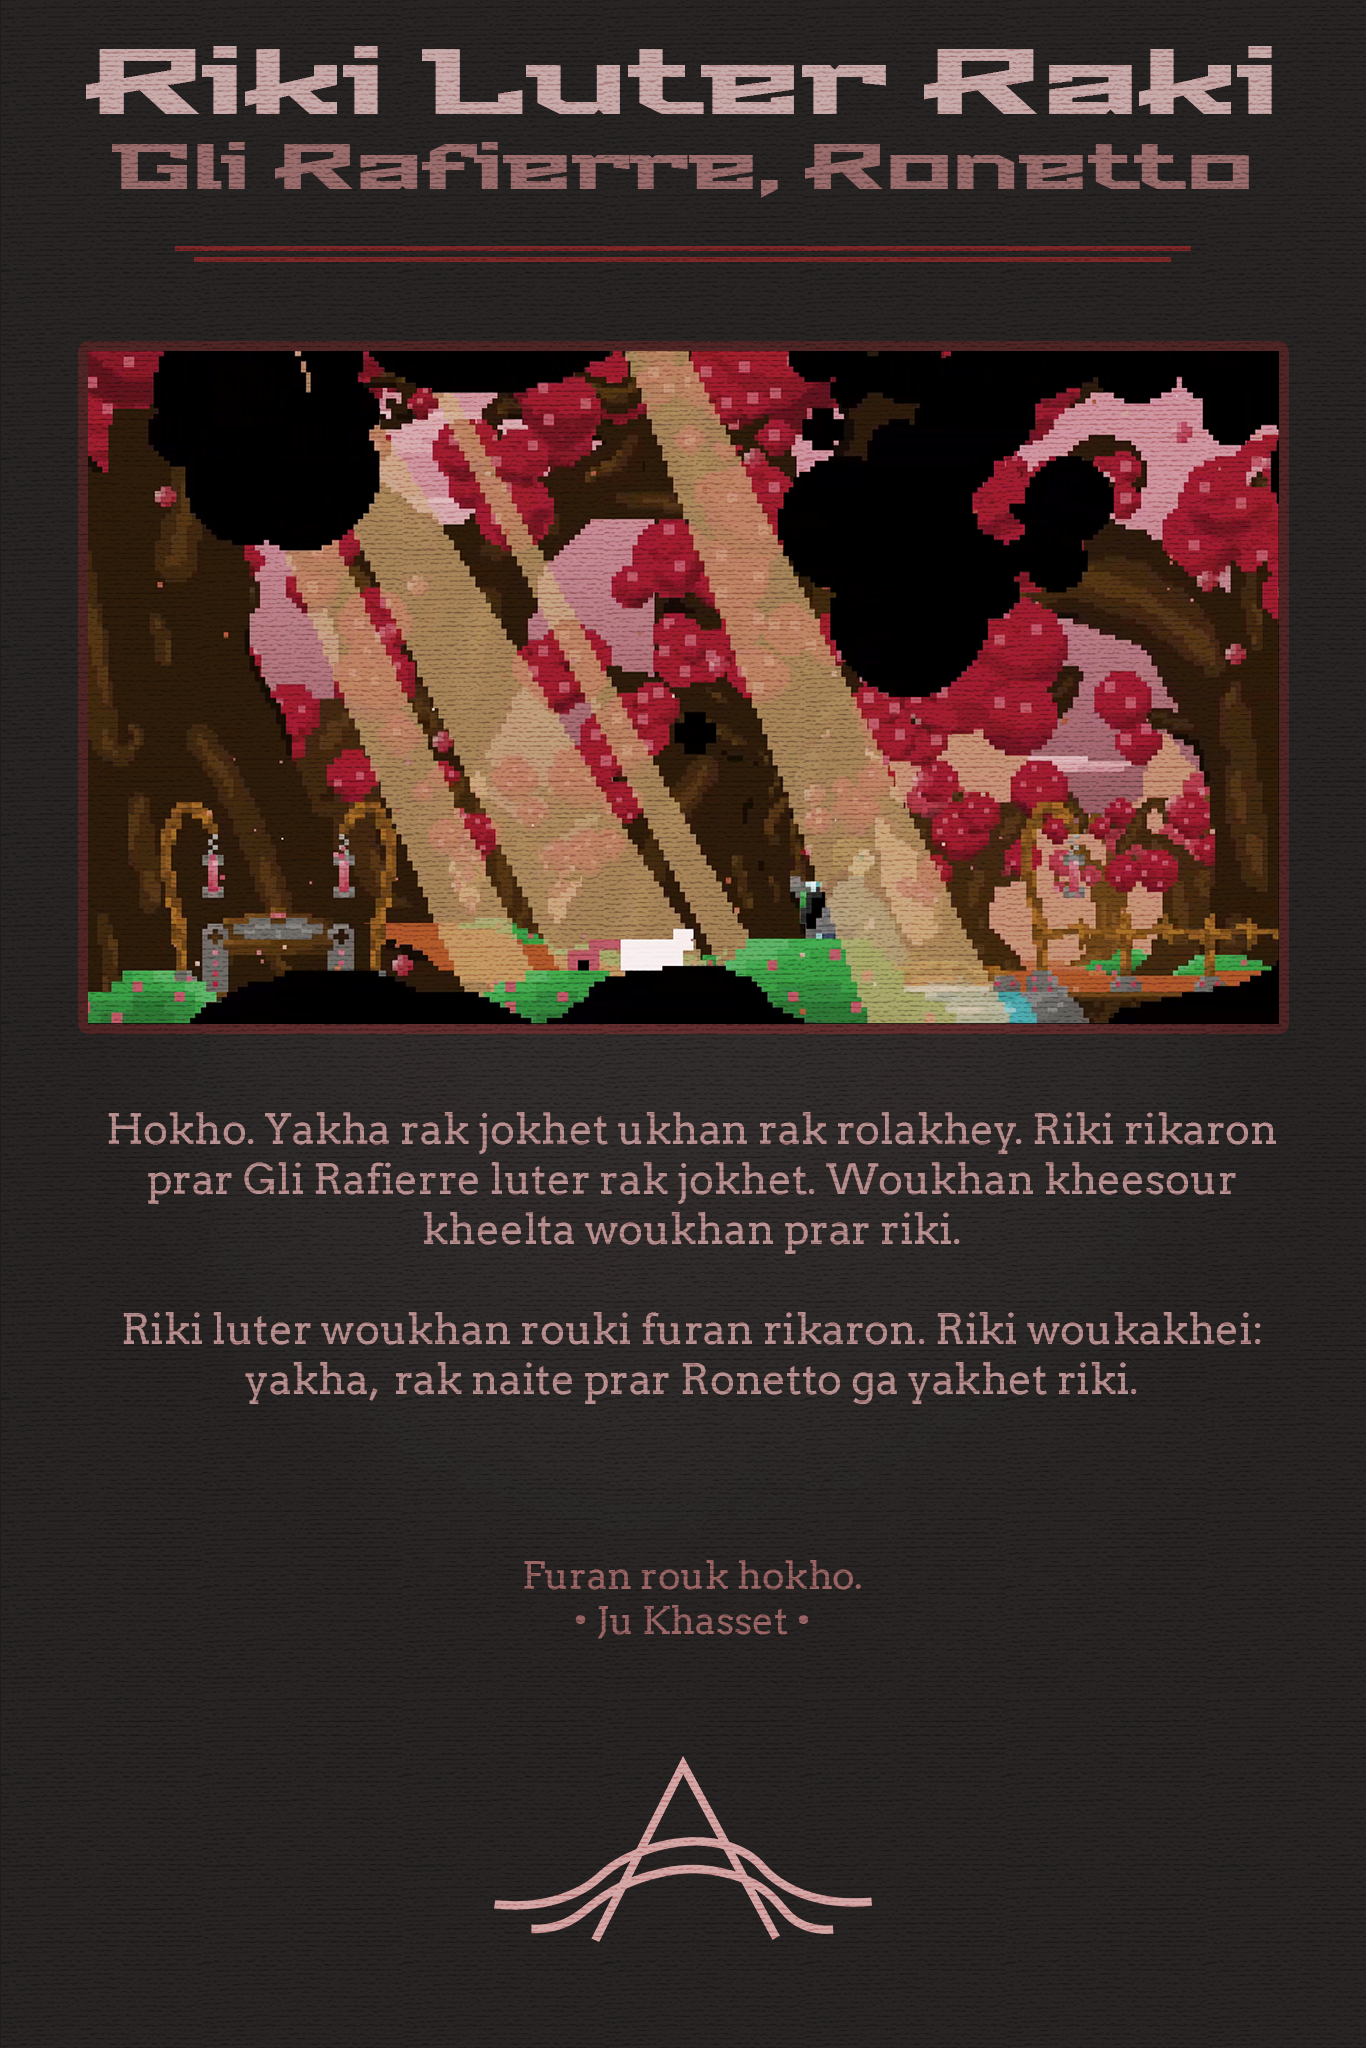 Riki Luter Raki
Gli Rafierre, Ronetto
Hokho. Yakha rak jokhet ukhan rak rolakhey. Riki rikaron
prar Gli Rafierre luter rak jokhet. Woukhan kheesour
kheelta woukhan prar riki.
Riki luter woukhan rouki furan rikaron. Riki woukakhei:
yakha, rak naite prar Ronetto ga yakhet riki.
Furan rouk hokho.
• Ju Khasset •